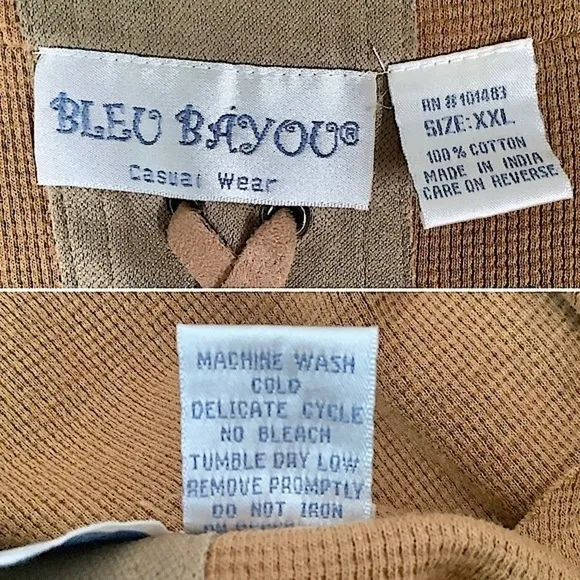 BLEU BAYOU®
Casual Wear
RN #101483
SIZE:XXL
100% COTTON
MADE IN INDIA
CARE ON REVERSE
MACHINE WASH
COLD
DELICATE CYCLE
NO BLEACH
TUMBLE DRY LOW
REMOVE PROMPTLY
DO NOT IRON